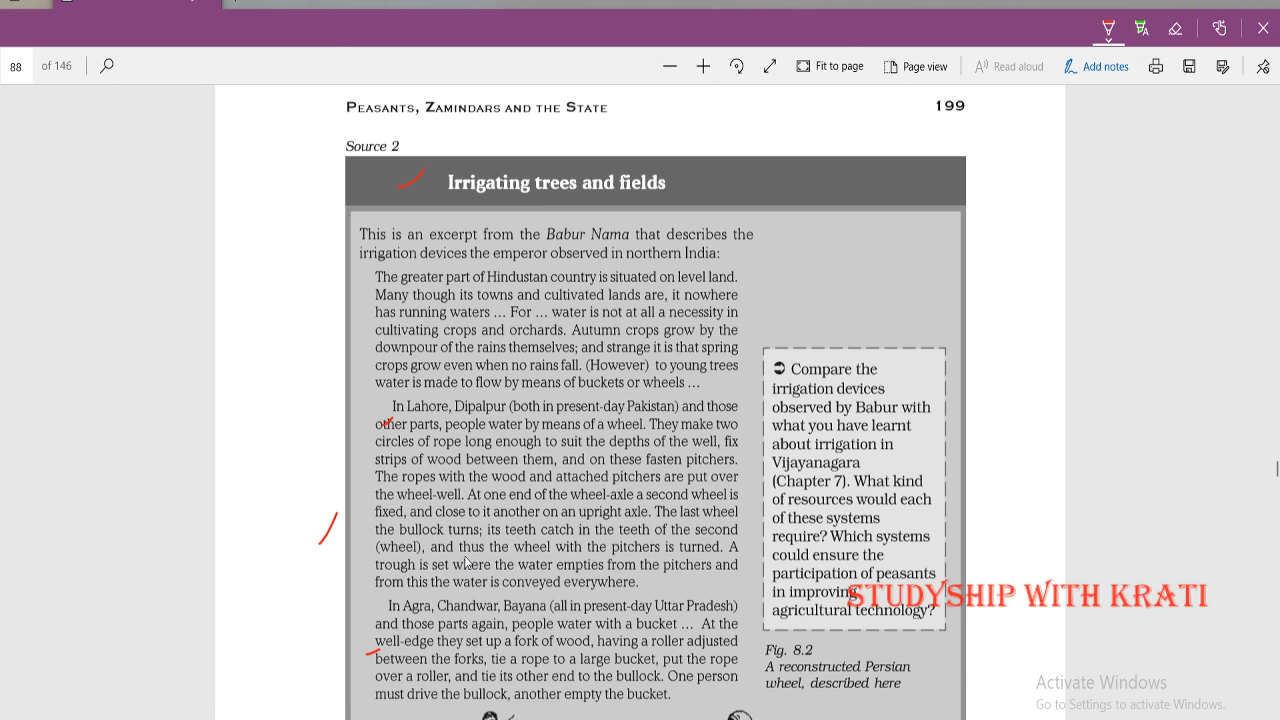 88 of 146 Fit to page Page view Read aloud Add notes
PEASANTS, ZAMINDARS AND THE STATE 199
Source 2
Irrigating trees and fields
This is an excerpt from the Babur Nama that describes the
irrigation devices the emperor observed in northern India:
The greater part of Hindustan country is situated on level land.
Many though its towns and cultivated lands are, it nowhere
has running waters ... For ... water is not at all a necessity in
cultivating crops and orchards. Autumn crops grow by the
downpour of the rains themselves; and strange it is that spring
crops grow even when no rains fall. (However) to young trees
water is made to flow by means of buckets or wheels ...
In Lahore, Dipalpur (both in present-day Pakistan) and those
other parts, people water by means of a wheel. They make two
circles of rope long enough to suit the depths of the well, fix
strips of wood between them, and on these fasten pitchers.
The ropes with the wood and attached pitchers are put over
the wheel-well. At one end of the wheel-axle a second wheel is
fixed, and close to it another on an upright axle. The last wheel
the bullock turns; its teeth catch in the teeth of the second
(wheel), and thus the wheel with the pitchers is turned. A
trough is set where the water empties from the pitchers and
from this the water is conveyed everywhere.
In Agra, Chandwar, Bayana (all in present-day Uttar Pradesh)
and those parts again, people water with a bucket ... At the
well-edge they set up a fork of wood, having a roller adjusted
between the forks, tie a rope to a large bucket, put the rope
over a roller, and tie its other end to the bullock. One person
must drive the bullock, another empty the bucket.
➲ Compare the
irrigation devices
observed by Babur with
what you have learnt
about irrigation in
Vijayanagara
(Chapter 7). What kind
of resources would each
of these systems
require? Which systems
could ensure the
participation of peasants
in improving
agricultural technology?
STUDYSHIP WITH KRATI
Fig. 8.2
A reconstructed Persian
wheel, described here
Activate Windows
Go to Settings to activate Windows.